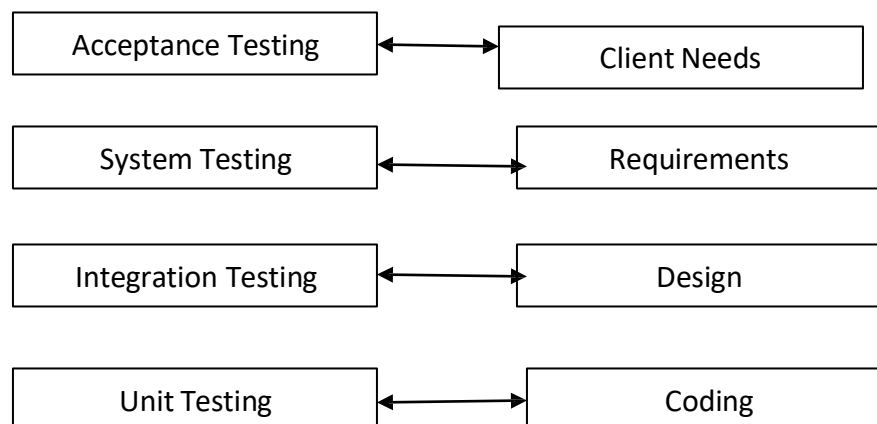 Acceptance Testing
Client Needs
System Testing
Requirements
Integration Testing
Design
Unit Testing
Coding